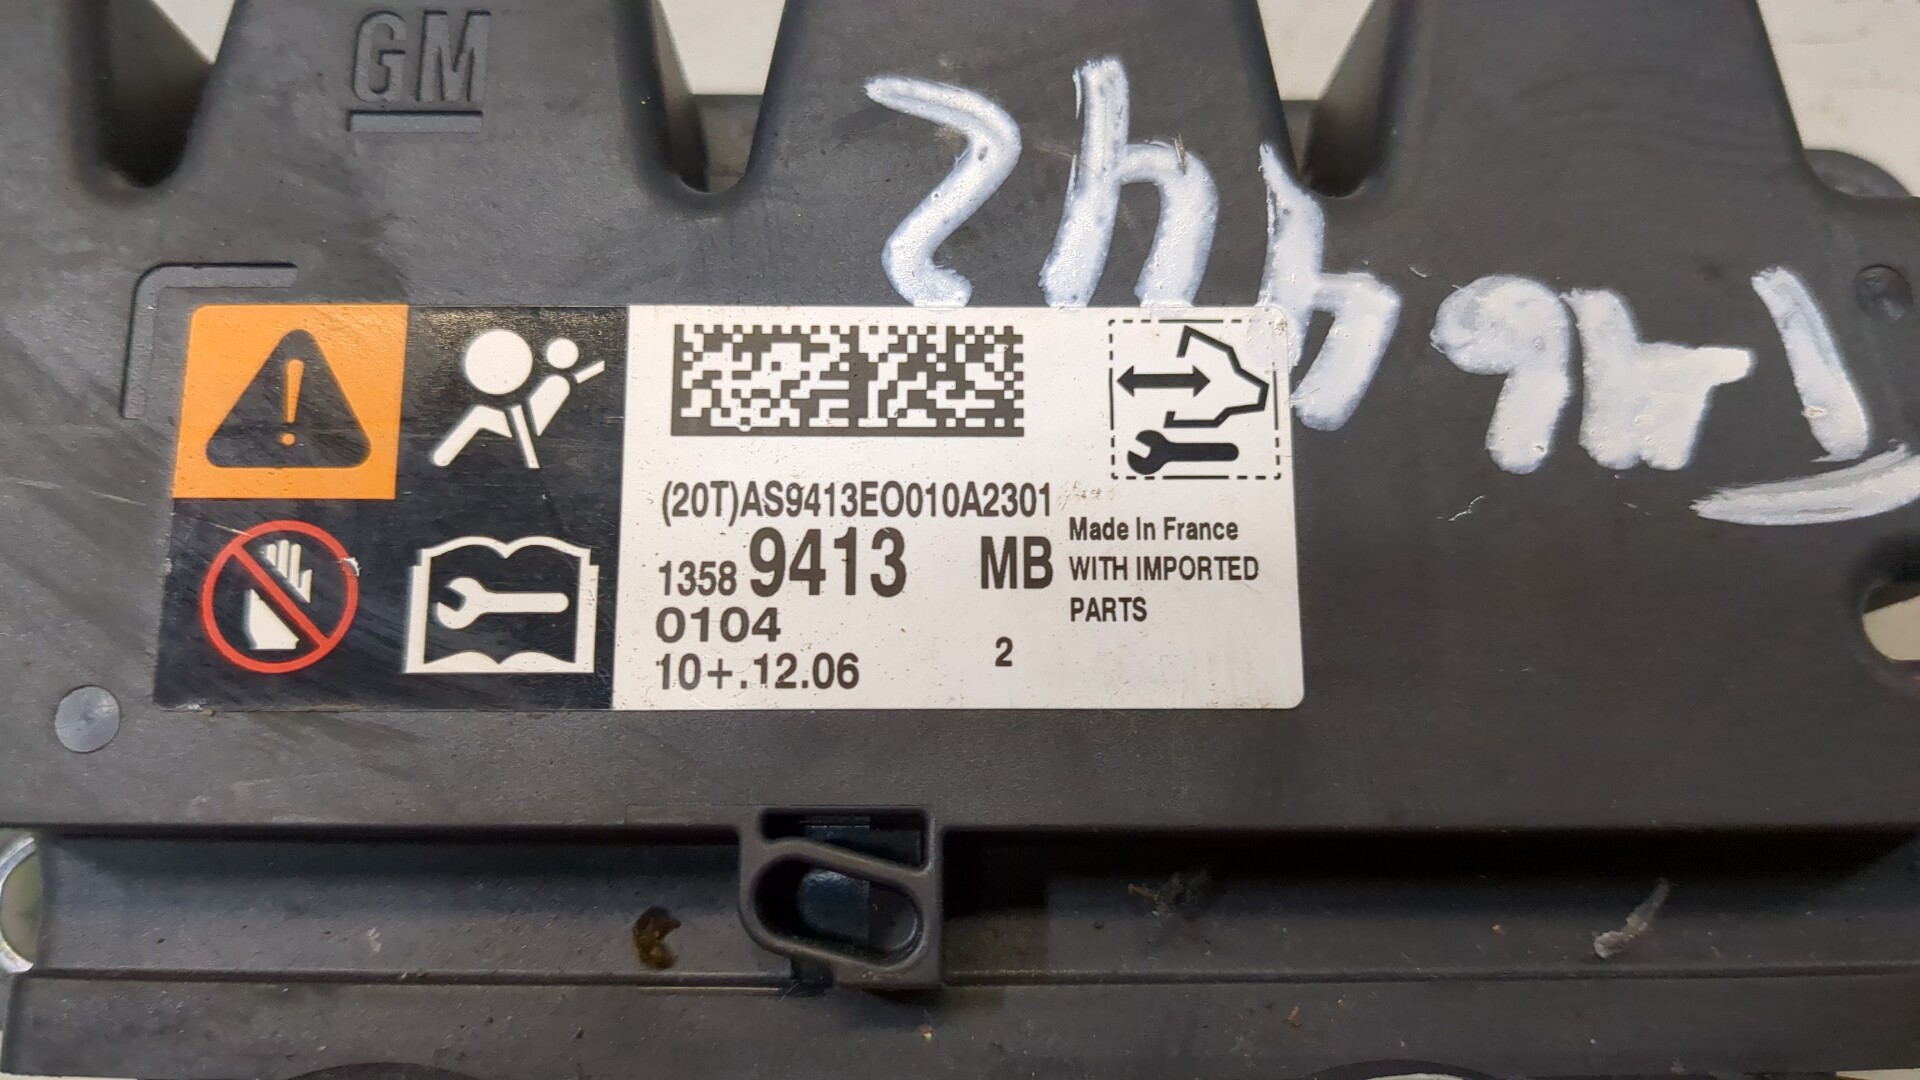 GM
(20T)AS9413EO010A2301
1358 9413 MB
0104
10+.12.06 2
Made In France
WITH IMPORTED
PARTS